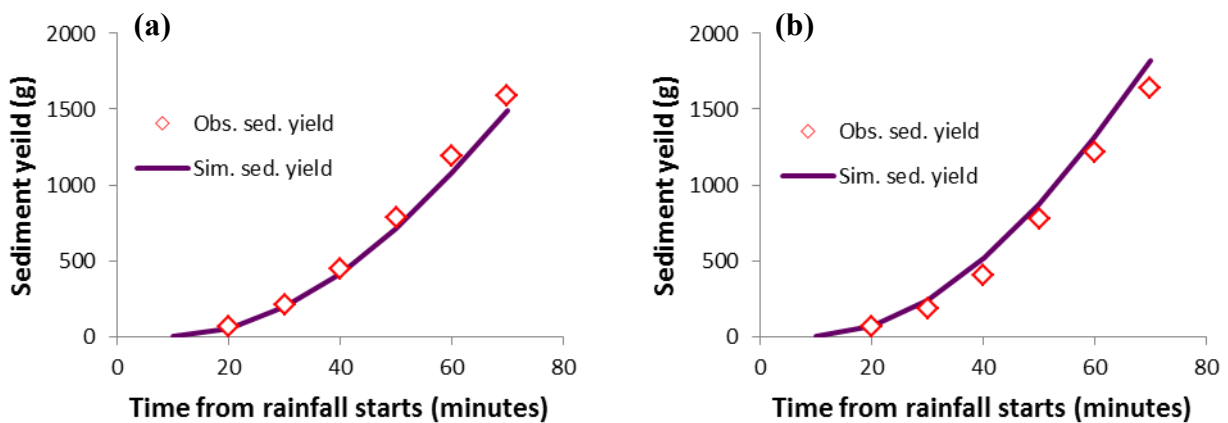 (a)
Sediment yeild (g)
2000
1500
1000
500
0
Obs. sed. yield
Sim. sed. yield
0 20 40 60 80
Time from rainfall starts (minutes)
(b)
Sediment yeild (g)
2000
1500
1000
500
0
Obs. sed. yield
Sim. sed. yield
0 20 40 60 80
Time from rainfall starts (minutes)